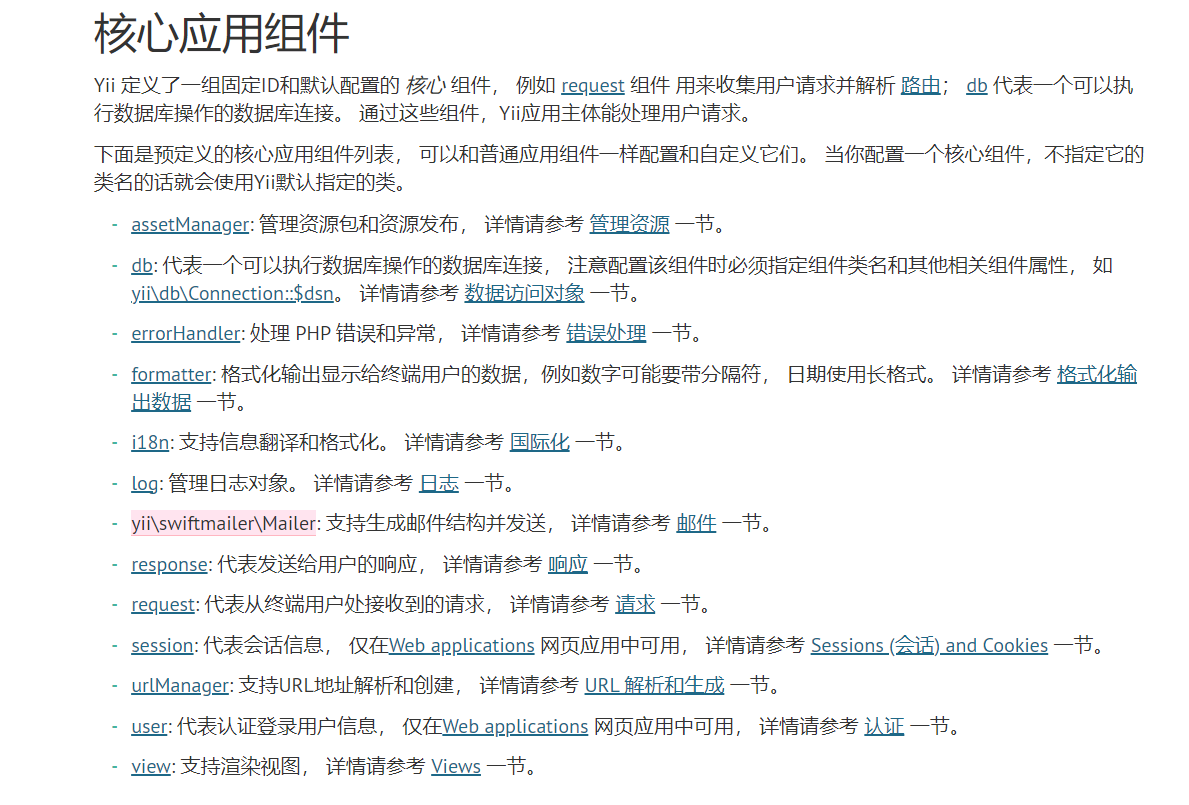 核心应用组件
Yii 定义了一组固定ID和默认配置的 核心 组件， 例如 request 组件 用来收集用户请求并解析 路由； db 代表一个可以执
行数据库操作的数据库连接。 通过这些组件，Yii应用主体能处理用户请求。
下面是预定义的核心应用组件列表， 可以和普通应用组件一样配置和自定义它们。 当你配置一个核心组件，不指定它的
类名的话就会使用Yii默认指定的类。
- assetManager: 管理资源包和资源发布， 详情请参考 管理资源 一节。
- db: 代表一个可以执行数据库操作的数据库连接， 注意配置该组件时必须指定组件类名和其他相关组件属性， 如
yii\db\Connection::$dsn。 详情请参考 数据访问对象 一节。
- errorHandler: 处理 PHP 错误和异常， 详情请参考 错误处理 一节。
- formatter: 格式化输出显示给终端用户的数据，例如数字可能要带分隔符， 日期使用长格式。 详情请参考 格式化输
出数据 一节。
- i18n: 支持信息翻译和格式化。 详情请参考 国际化 一节。
- log: 管理日志对象。 详情请参考 日志 一节。
- yii\swiftmailer\Mailer: 支持生成邮件结构并发送， 详情请参考 邮件 一节。
- response: 代表发送给用户的响应， 详情请参考 响应 一节。
- request: 代表从终端用户处接收到的请求， 详情请参考 请求 一节。
- session: 代表会话信息， 仅在Web applications 网页应用中可用， 详情请参考 Sessions (会话) and Cookies 一节。
- urlManager: 支持URL地址解析和创建， 详情请参考 URL 解析和生成 一节。
- user: 代表认证登录用户信息， 仅在Web applications 网页应用中可用， 详情请参考 认证 一节。
- view: 支持渲染视图， 详情请参考 Views 一节。